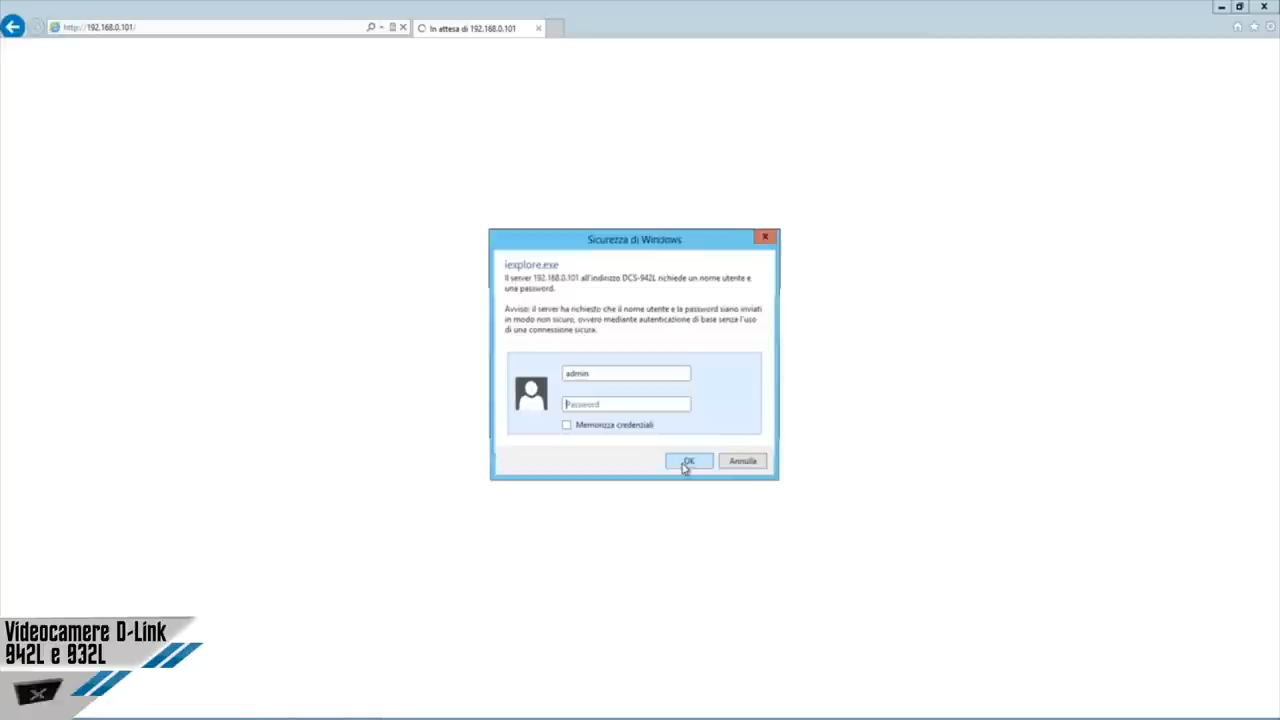 http://192.168.0.101/
In attesa di 192.168.0.101
Sicurezza di Windows
iexplore.exe
Il server 192.168.0.101 all'indirizzo DCS-942L richiede un nome utente e
una password.
Avviso: il server ha richiesto che il nome utente e la password siano inviati
in modo non sicuro, ovvero mediante autenticazione di base senza l'uso
di una connessione sicura.
admin
Password
Memorizza credenziali
OK
Annulla
Videocamere D-Link
942L e 932L